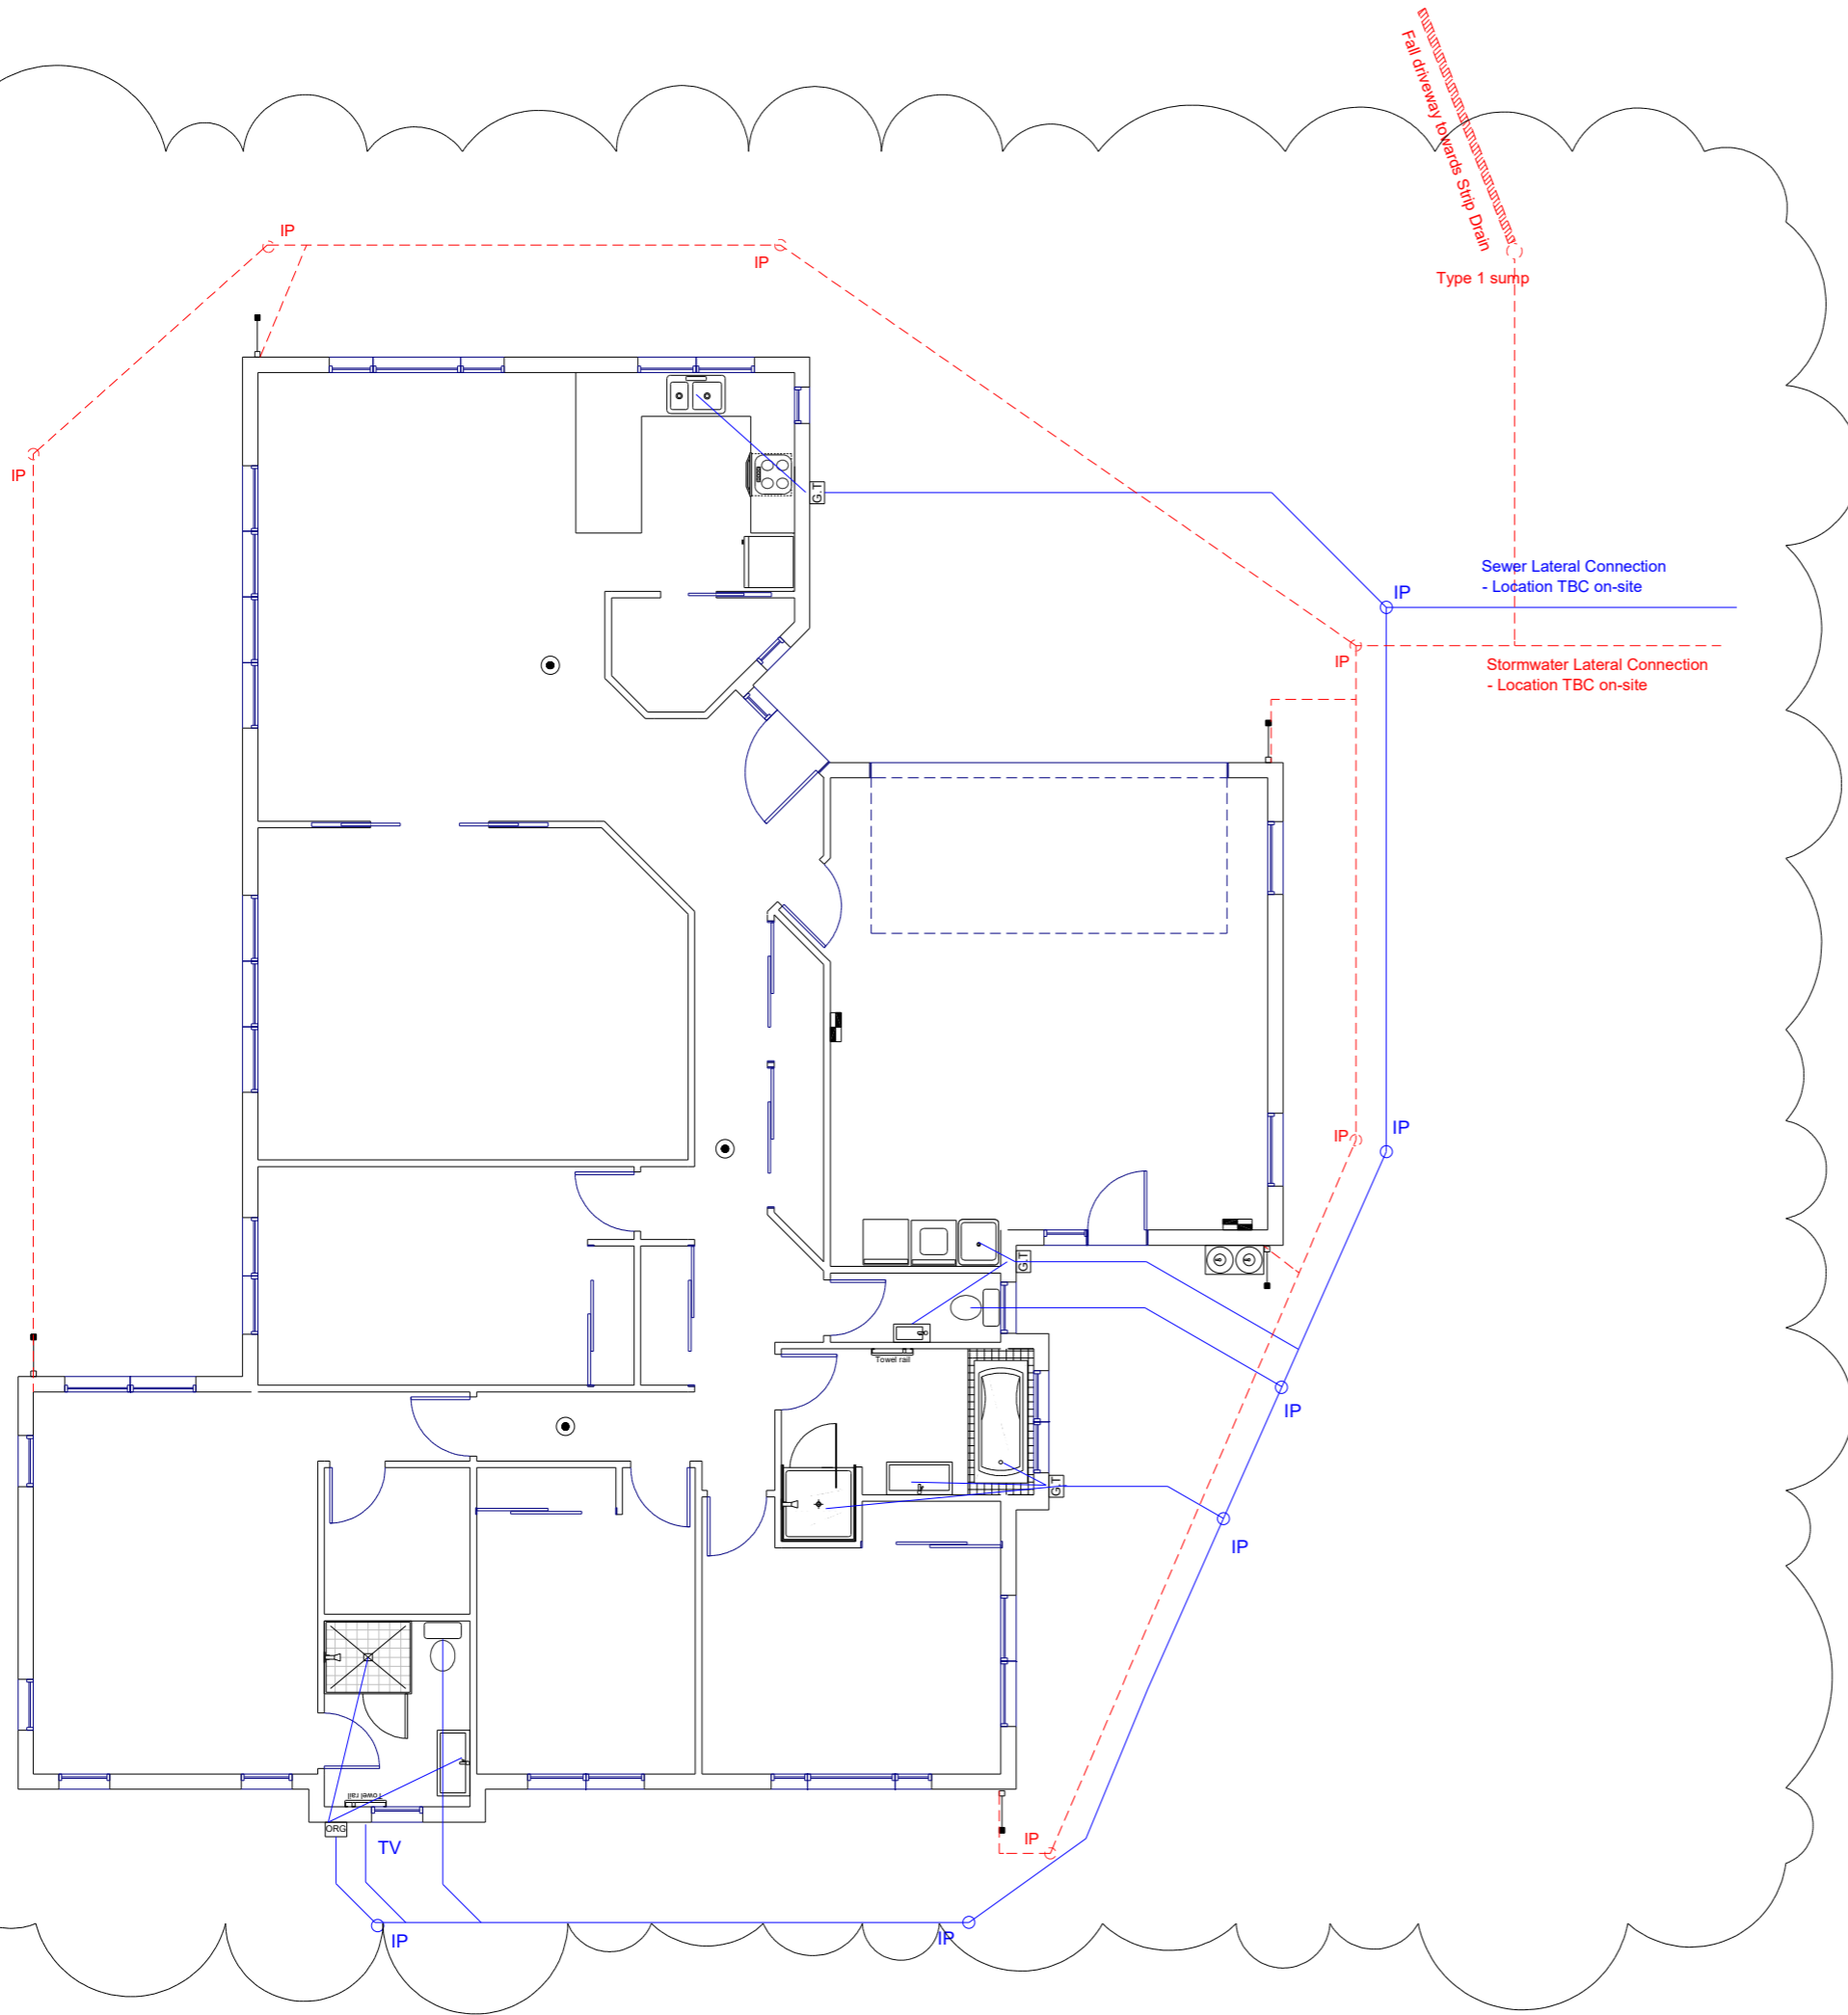 Fall driveway towards Strip Drain
IP
IP
Type 1 sump
IP
G.T
Sewer Lateral Connection
- Location TBC on-site
IP
IP
Stormwater Lateral Connection
- Location TBC on-site
IP
IP
G.T
Towel rail
IP
G.T
IP
Towel rail
ORG
TV
IP
IP
IP